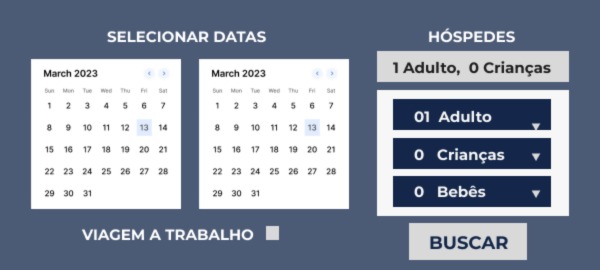 SELECIONAR DATAS
March 2023 ‹ ›
Sun Mon Tue Wed Thu Fri Sat
1 2 3 4 5 6 7
8 9 10 11 12 13 14
15 16 17 18 19 20 21
22 23 24 25 26 27 28
29 30 31
March 2023 ‹ ›
Sun Mon Tue Wed Thu Fri Sat
1 2 3 4 5 6 7
8 9 10 11 12 13 14
15 16 17 18 19 20 21
22 23 24 25 26 27 28
29 30 31
VIAGEM A TRABALHO
HÓSPEDES
1 Adulto, 0 Crianças
01 Adulto
0 Crianças
0 Bebês
BUSCAR